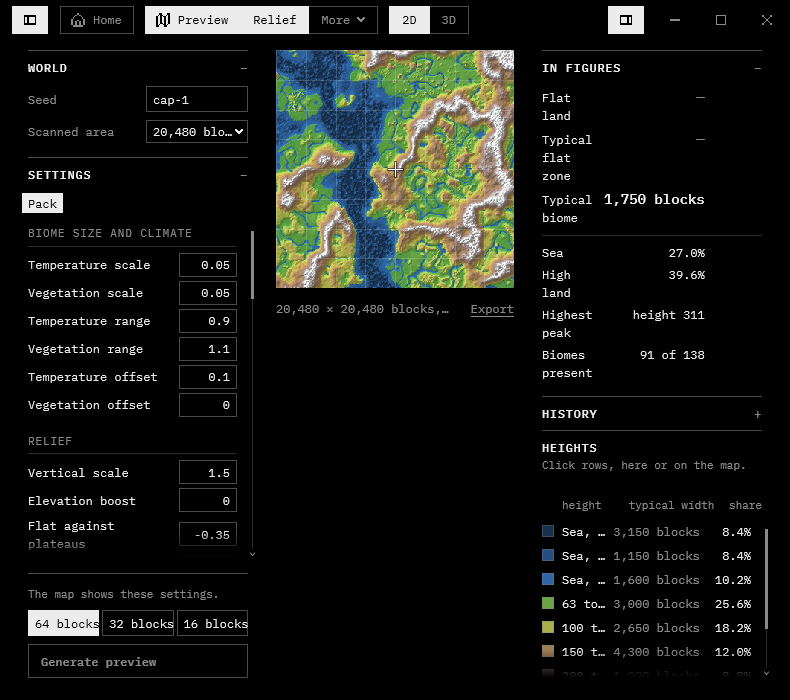 Home
Preview
Relief
More
2D
3D
WORLD
Seed
cap-1
Scanned area
20,480 blo…
SETTINGS
Pack
BIOME SIZE AND CLIMATE
Temperature scale 0.05
Vegetation scale 0.05
Temperature range 0.9
Vegetation range 1.1
Temperature offset 0.1
Vegetation offset 0
RELIEF
Vertical scale 1.5
Elevation boost 0
Flat against
plateaus
-0.35
The map shows these settings.
64 blocks
32 blocks
16 blocks
Generate preview
20,480 × 20,480 blocks,…
Export
IN FIGURES
Flat
land
—
Typical
flat
zone
—
Typical
biome
1,750 blocks
Sea 27.0%
High
land
39.6%
Highest
peak
height 311
Biomes
present
91 of 138
HISTORY
HEIGHTS
Click rows, here or on the map.
height typical width share
Sea, … 3,150 blocks 8.4%
Sea, … 1,150 blocks 8.4%
Sea, … 1,600 blocks 10.2%
63 to… 3,000 blocks 25.6%
100 t… 2,650 blocks 18.2%
150 t… 4,300 blocks 12.0%